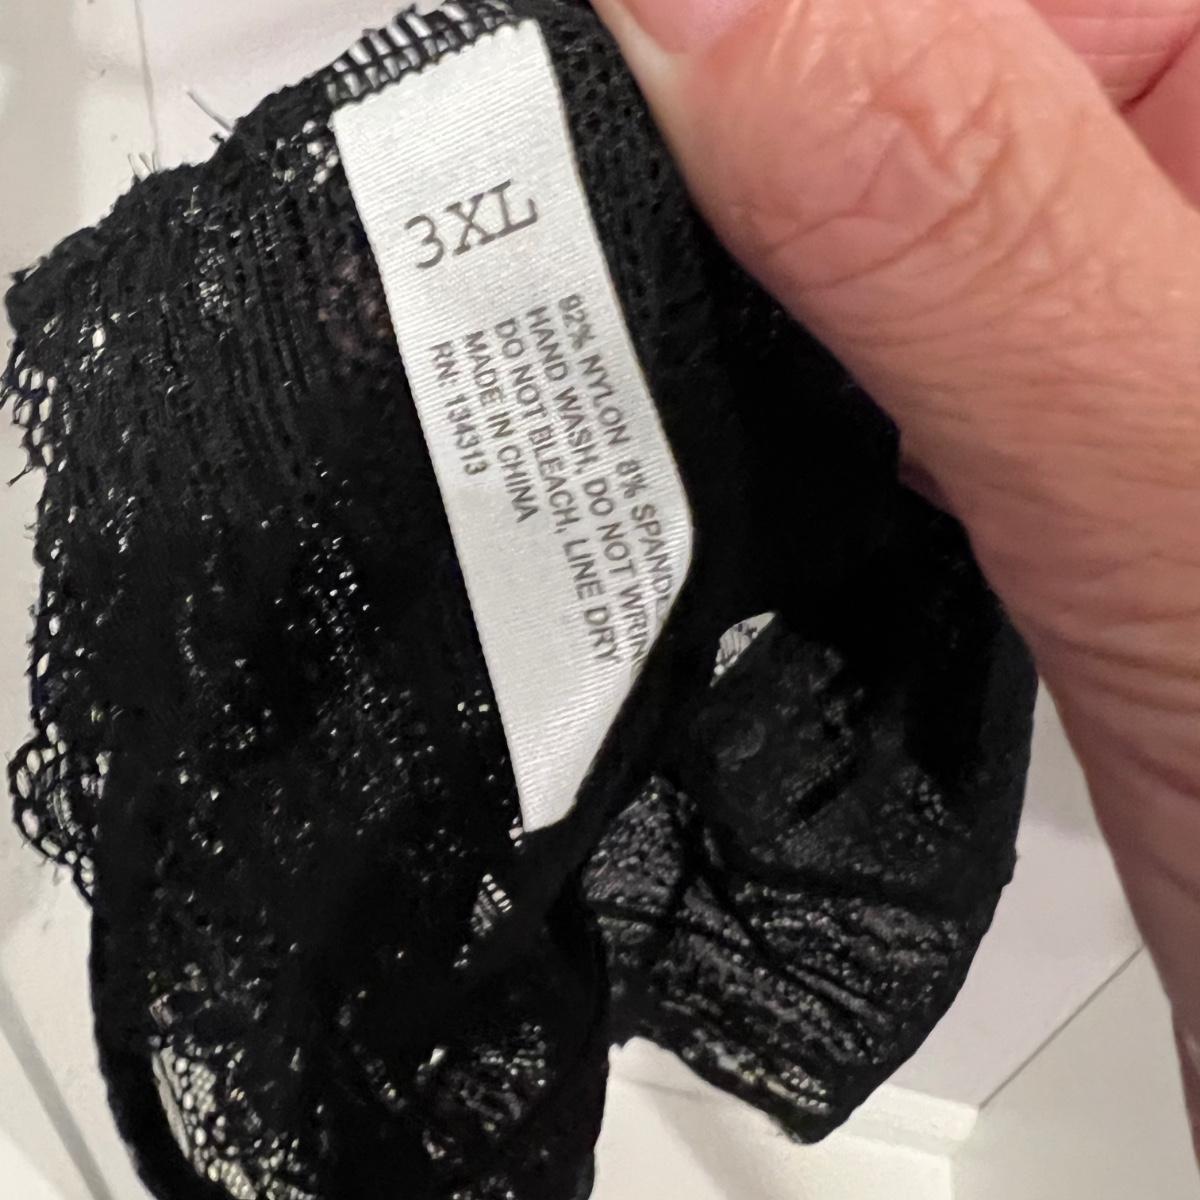 3XL
92% NYLON 8% SPANDE
HAND WASH, DO NOT WRIN
DO NOT BLEACH, LINE DRY
MADE IN CHINA
RN: 134313